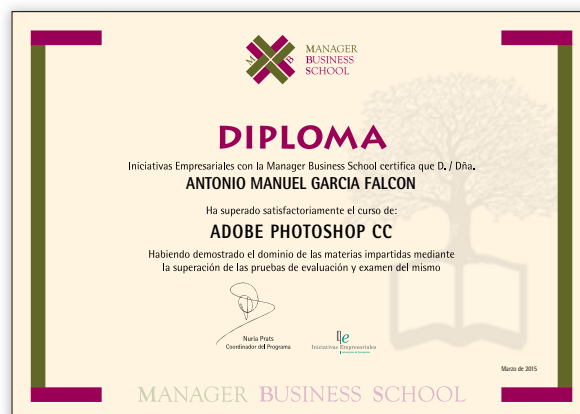 M B
MANAGER
BUSINESS
SCHOOL
DIPLOMA
Iniciativas Empresariales con la Manager Business School certifica que D. / Dña.
ANTONIO MANUEL GARCIA FALCON
Ha superado satisfactoriamente el curso de:
ADOBE PHOTOSHOP CC
Habiendo demostrado el dominio de las materias impartidas mediante
la superación de las pruebas de evaluación y examen del mismo
Nuria Prats
Coordinador del Programa
Iniciativas Empresariales
Marzo de 2015
MANAGER BUSINESS SCHOOL